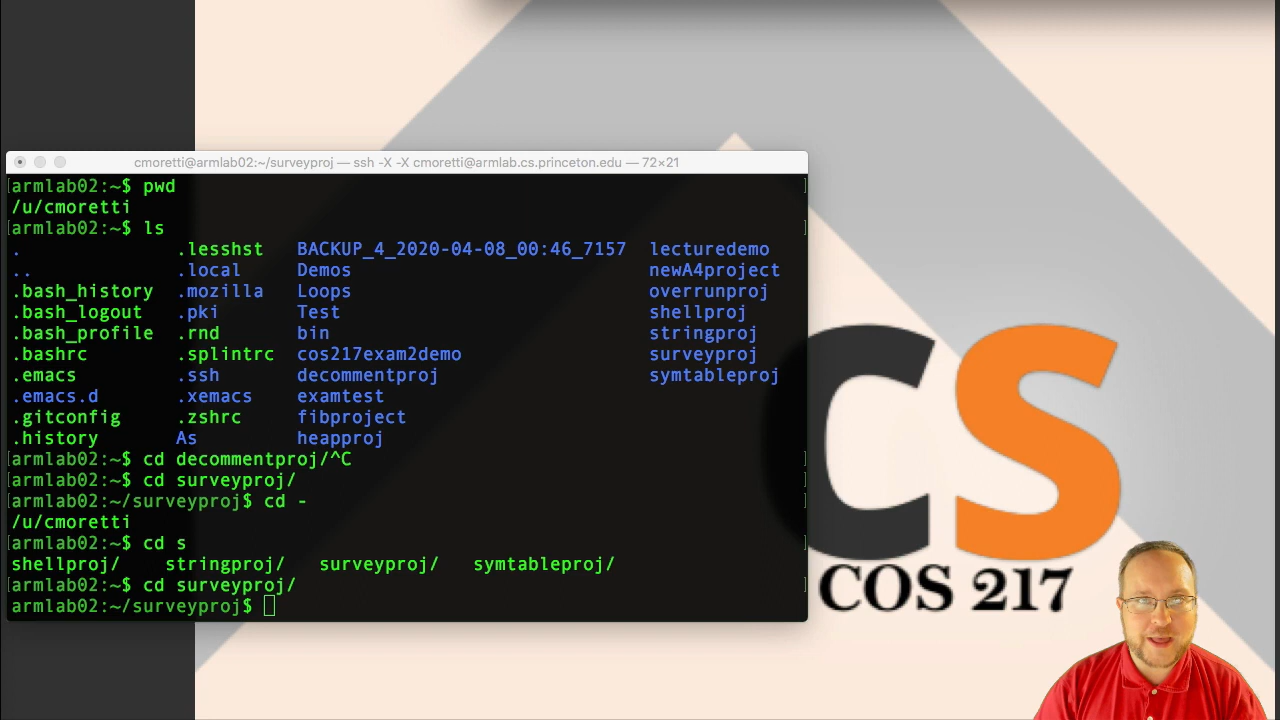 cmoretti@armlab02:~/surveyproj — ssh -X -X cmoretti@armlab.cs.princeton.edu — 72×21
[armlab02:~$ pwd ]
/u/cmoretti
[armlab02:~$ ls
. .lesshst BACKUP_4_2020-04-08_00:46_7157 lecturedemo
.. .local Demos newA4project
.bash_history .mozilla Loops overrunproj
.bash_logout .pki Test shellproj
.bash_profile .rnd bin stringproj
.bashrc .splintrc cos217exam2demo surveyproj
.emacs .ssh decommentproj symtableproj
.emacs.d .xemacs examtest
.gitconfig .zshrc fibproject
.history As heapproj
[armlab02:~$ cd decommentproj/^C ]
[armlab02:~$ cd surveyproj/ ]
[armlab02:~/surveyproj$ cd - ]
/u/cmoretti
[armlab02:~$ cd s ]
shellproj/ stringproj/ surveyproj/ symtableproj/
[armlab02:~$ cd surveyproj/ ]
armlab02:~/surveyproj$
CS
COS 217